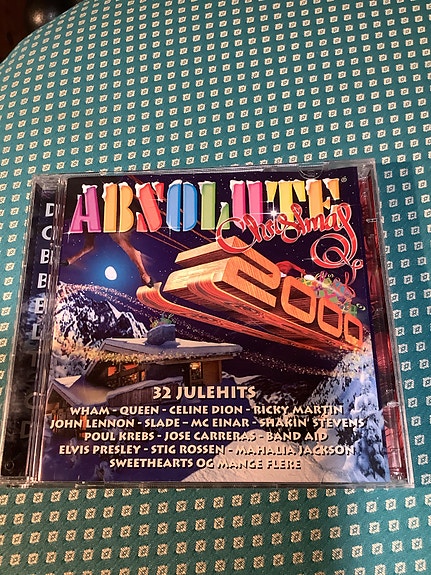 ABSOLUTE
Christmas
2000
32 JULEHITS
WHAM - QUEEN - CELINE DION - RICKY MARTIN
JOHN LENNON - SLADE - MC EINAR - SHAKIN' STEVENS
POUL KREBS - JOSE CARRERAS - BAND AID
ELVIS PRESLEY - STIG ROSSEN - MAHALIA JACKSON
SWEETHEARTS OG MANGE FLERE